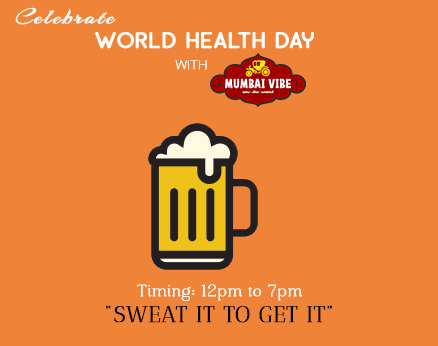 Celebrate
WORLD HEALTH DAY
WITH
MUMBAI VIBE
Timing: 12pm to 7pm
"SWEAT IT TO GET IT"